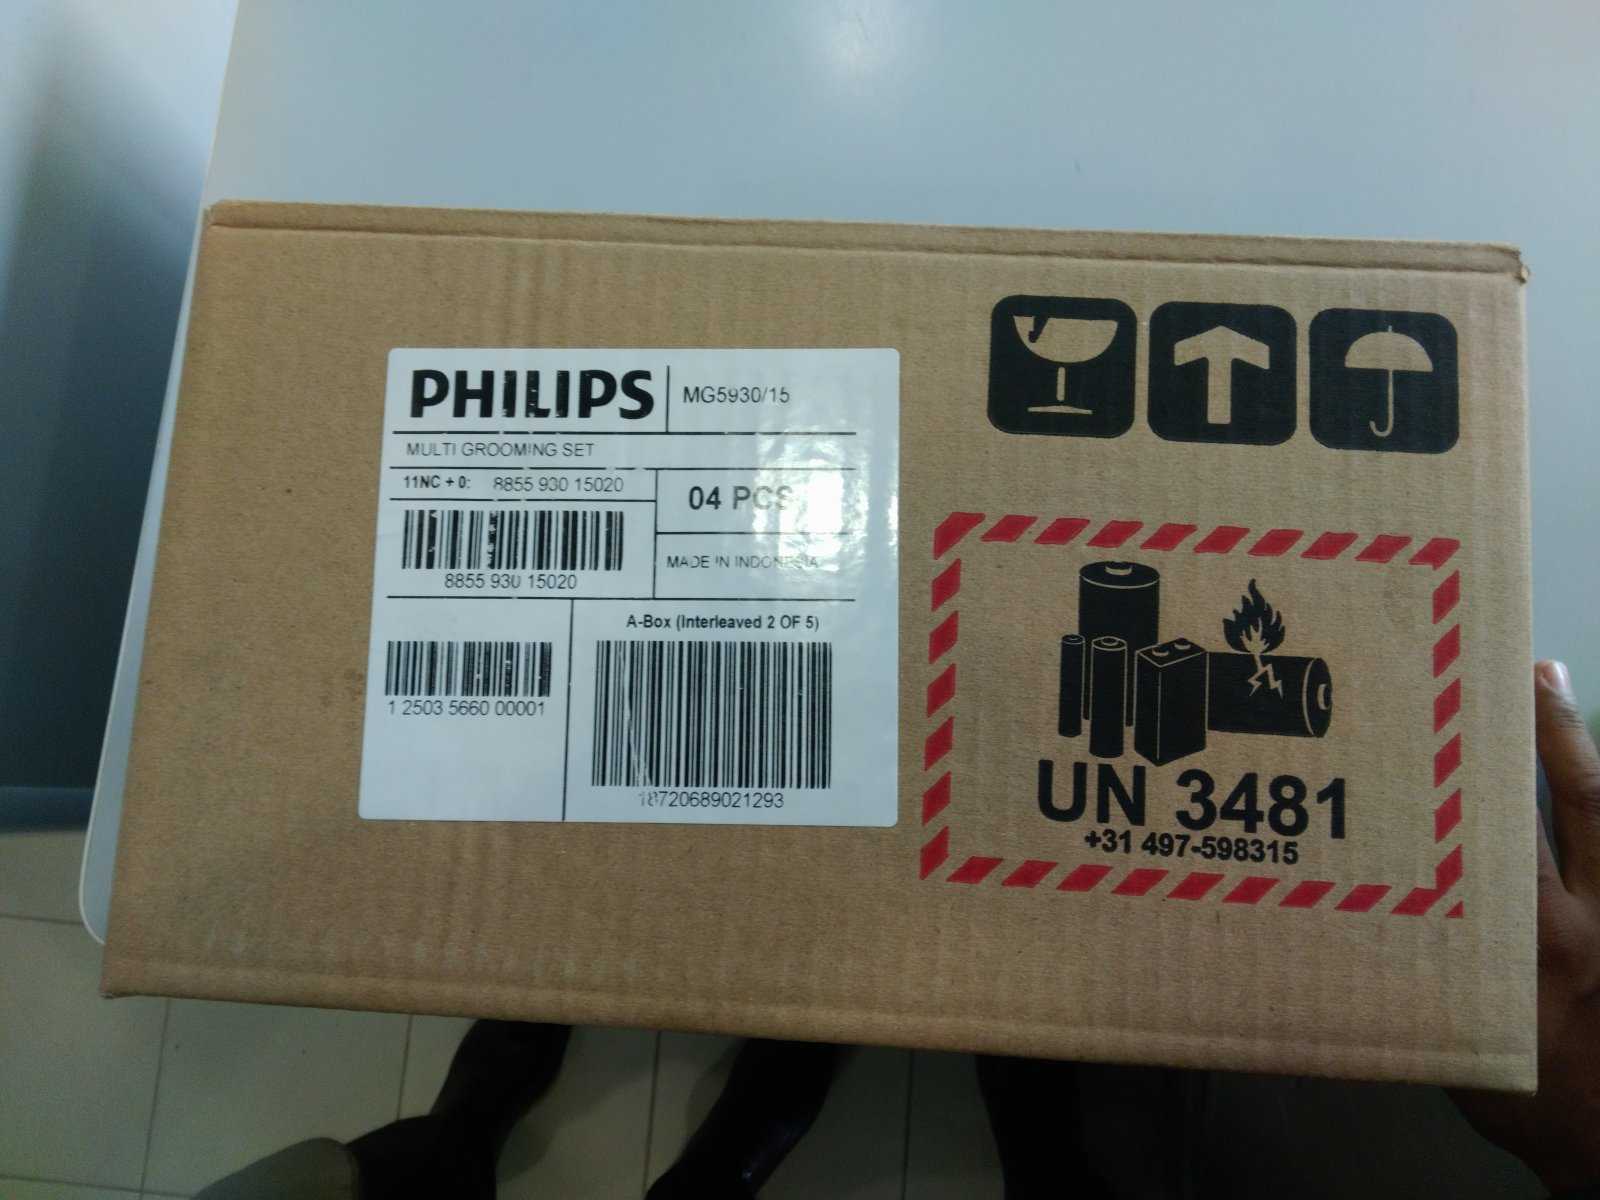 PHILIPS
MG5930/15
MULTI GROOMING SET
11NC + 0: 8855 930 15020
04 PCS
8855 930 15020
MADE IN INDONESIA
A-Box (Interleaved 2 OF 5)
1 2503 5660 00001
18720689021293
UN 3481
+31 497-598315